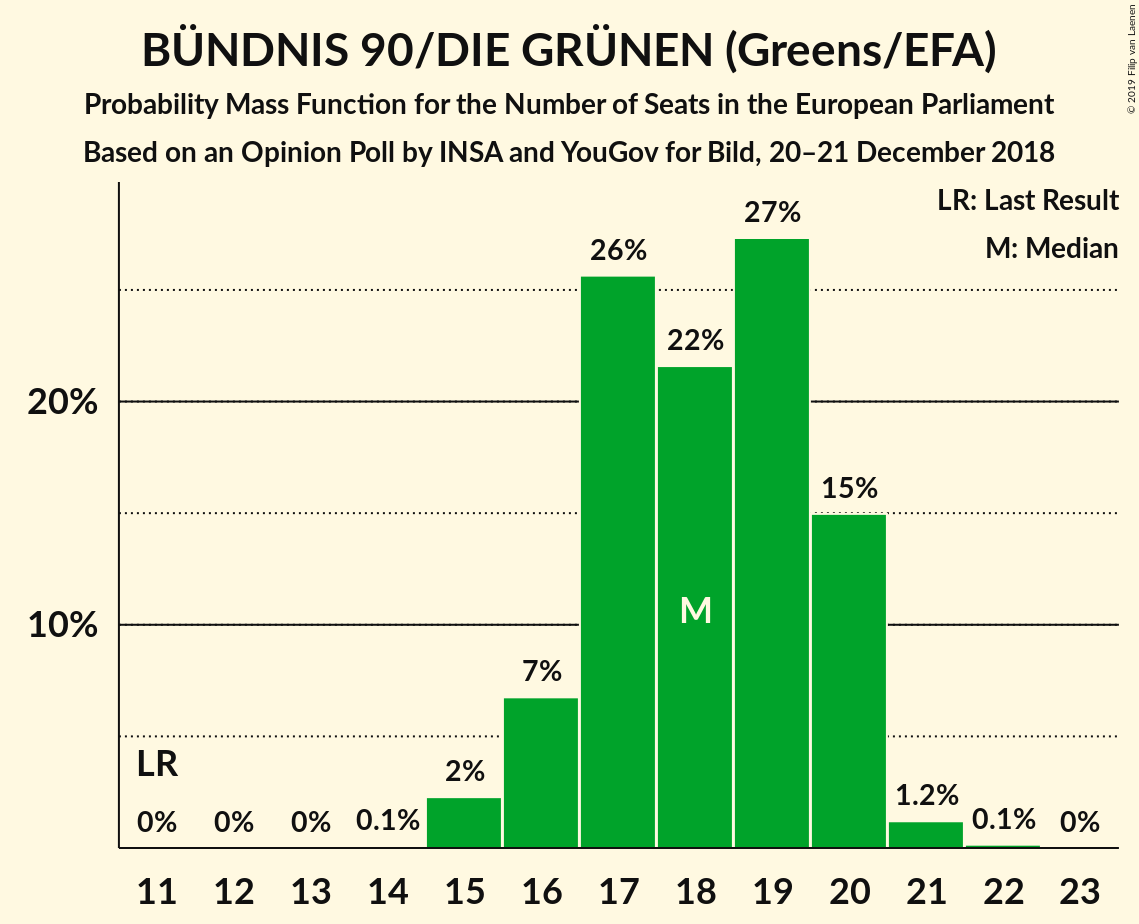 BÜNDNIS 90/DIE GRÜNEN (Greens/EFA)
Probability Mass Function for the Number of Seats in the European Parliament
Based on an Opinion Poll by INSA and YouGov for Bild, 20–21 December 2018
© 2019 Filip van Laenen
LR: Last Result
M: Median
27%
26%
22%
20%
15%
M
10%
7%
LR
2%
1.2%
0% 0% 0% 0.1% 0.1% 0%
11 12 13 14 15 16 17 18 19 20 21 22 23